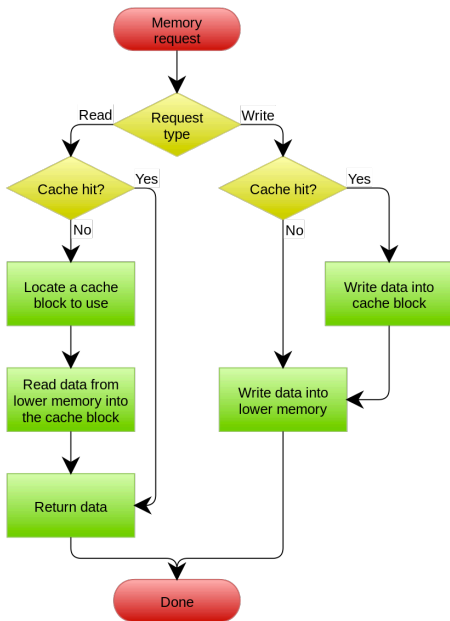 Memory
request
Read
Request
type
Write
Cache hit?
Yes
Cache hit?
Yes
No
No
Locate a cache
block to use
Write data into
cache block
Read data from
lower memory into
the cache block
Write data into
lower memory
Return data
Done